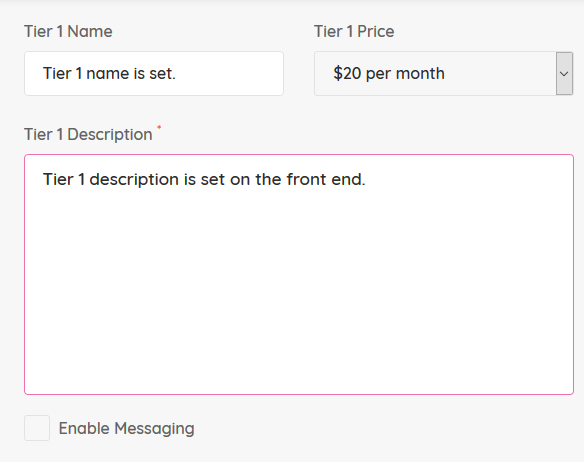 Tier 1 Name
Tier 1 Price
Tier 1 name is set.
$20 per month
Tier 1 Description *
Tier 1 description is set on the front end.
Enable Messaging